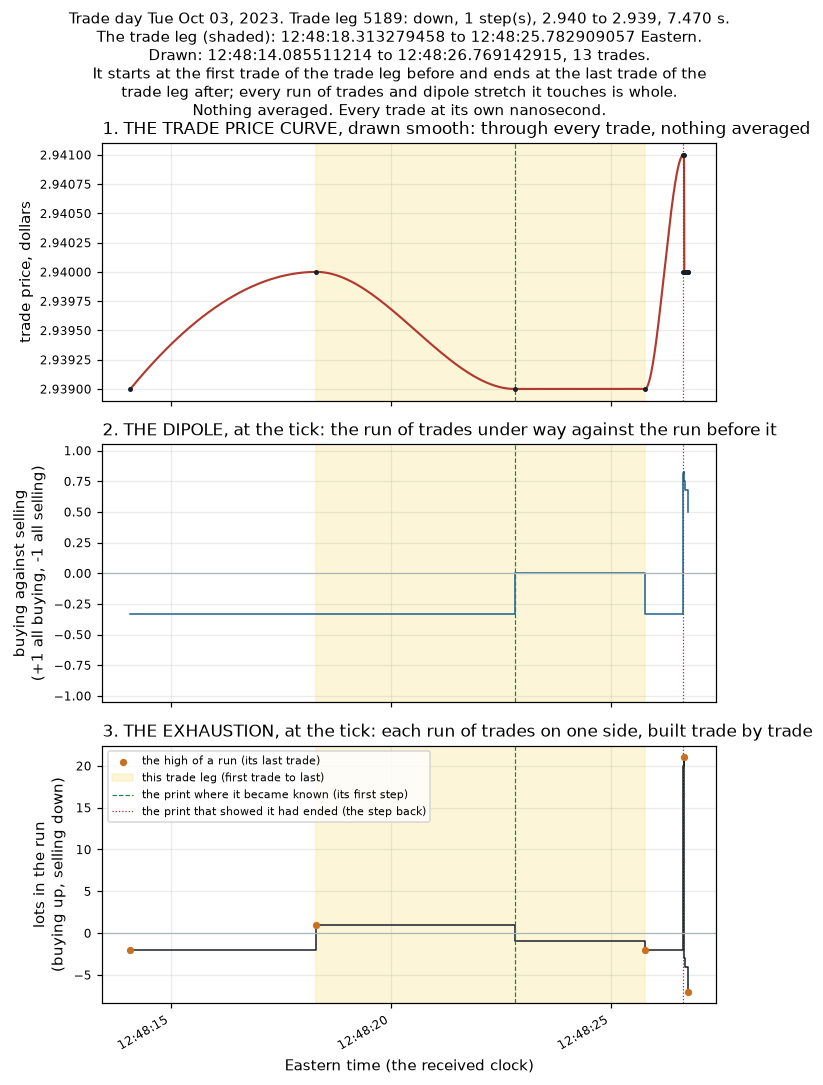 Trade day Tue Oct 03, 2023. Trade leg 5189: down, 1 step(s), 2.940 to 2.939, 7.470 s.
The trade leg (shaded): 12:48:18.313279458 to 12:48:25.782909057 Eastern.
Drawn: 12:48:14.085511214 to 12:48:26.769142915, 13 trades.
It starts at the first trade of the trade leg before and ends at the last trade of the
trade leg after; every run of trades and dipole stretch it touches is whole.
Nothing averaged. Every trade at its own nanosecond.
1. THE TRADE PRICE CURVE, drawn smooth: through every trade, nothing averaged
2.94100
2.94075
2.94050
2.94025
2.94000
2.93975
2.93950
2.93925
2.93900
trade price, dollars
2. THE DIPOLE, at the tick: the run of trades under way against the run before it
1.00
0.75
0.50
0.25
0.00
−0.25
−0.50
−0.75
−1.00
buying against selling
(+1 all buying, -1 all selling)
3. THE EXHAUSTION, at the tick: each run of trades on one side, built trade by trade
the high of a run (its last trade)
this trade leg (first trade to last)
the print where it became known (its first step)
the print that showed it had ended (the step back)
20
15
10
5
0
−5
lots in the run
(buying up, selling down)
12:48:15
12:48:20
12:48:25
Eastern time (the received clock)